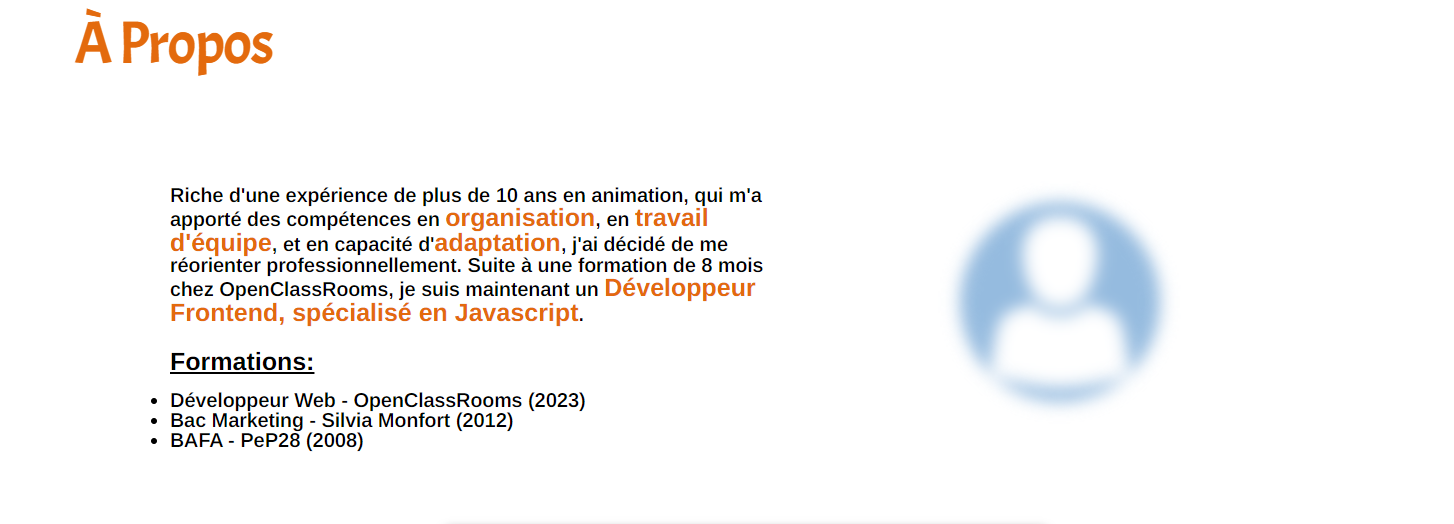 À Propos
Riche d'une expérience de plus de 10 ans en animation, qui m'a
apporté des compétences en organisation, en travail
d'équipe, et en capacité d'adaptation, j'ai décidé de me
réorienter professionnellement. Suite à une formation de 8 mois
chez OpenClassRooms, je suis maintenant un Développeur
Frontend, spécialisé en Javascript.
Formations:
• Développeur Web - OpenClassRooms (2023)
• Bac Marketing - Silvia Monfort (2012)
• BAFA - PeP28 (2008)